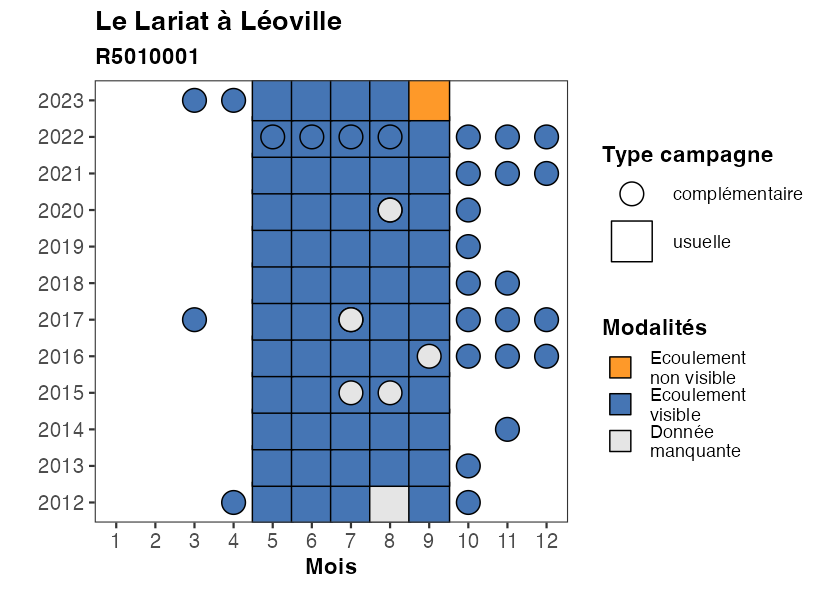 Le Lariat à Léoville
R5010001
2023
2022
2021
2020
2019
2018
2017
2016
2015
2014
2013
2012
1 2 3 4 5 6 7 8 9 10 11 12
Mois
Type campagne
complémentaire
usuelle
Modalités
Ecoulement
non visible
Ecoulement
visible
Donnée
manquante